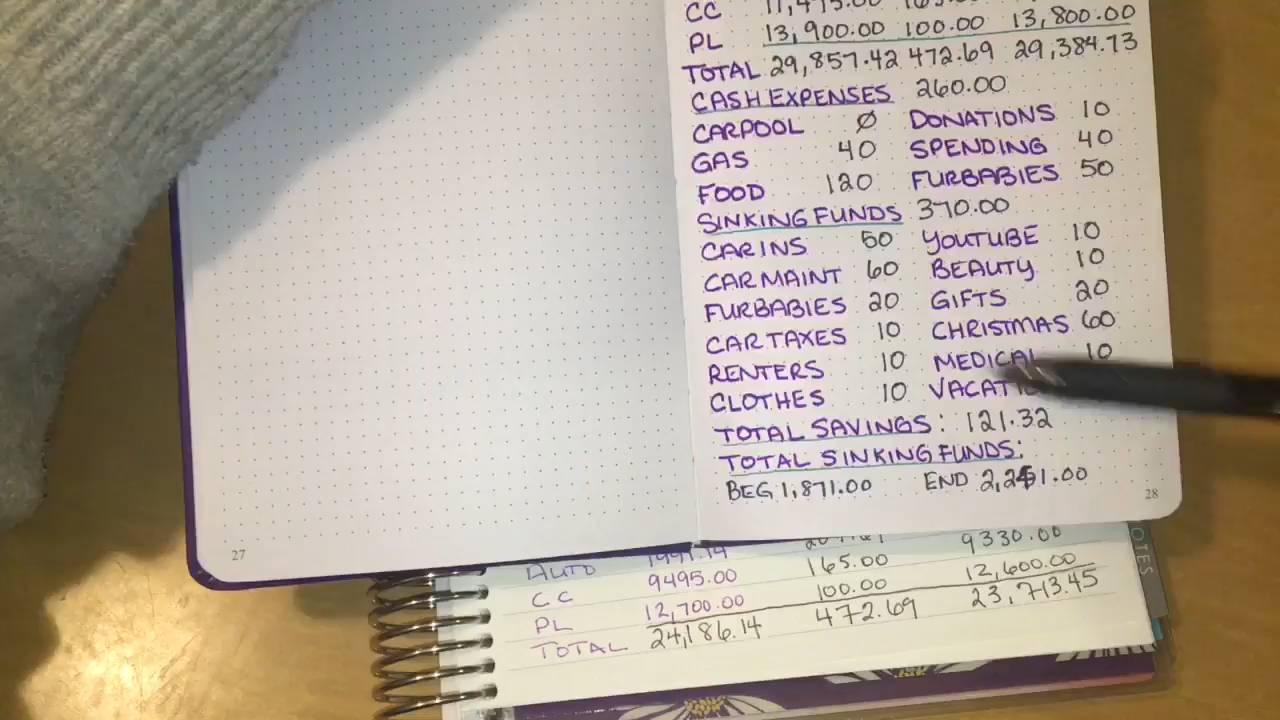 CC
PL 13,900.00 100.00 13,800.00
TOTAL 29,857.42 472.69 29,384.73
CASH EXPENSES 260.00
CARPOOL Ø DONATIONS 10
GAS 40 SPENDING 40
FOOD 120 FURBABIES 50
SINKING FUNDS 370.00
CAR INS 50 YOUTUBE 10
CAR MAINT 60 BEAUTY 10
FURBABIES 20 GIFTS 20
CAR TAXES 10 CHRISTMAS 60
RENTERS 10 MEDICAL 10
CLOTHES 10
TOTAL SAVINGS: 121.32
TOTAL SINKING FUNDS:
BEG 1,871.00 END
28
27
AUTO
CC 9495.00 165.00 9330.00
PL 12,700.00 100.00 12,600.00
TOTAL 24,186.14 472.69 23,713.45